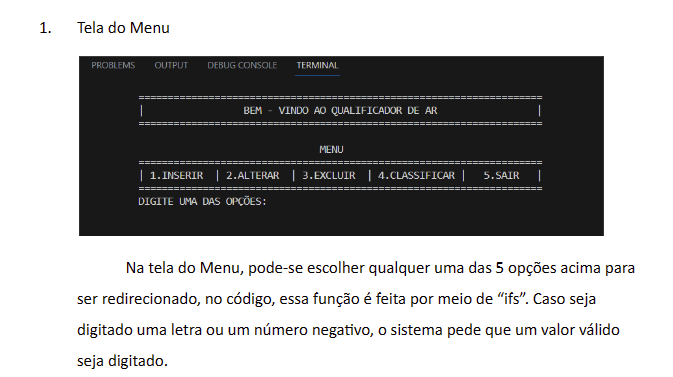 1. Tela do Menu
PROBLEMS OUTPUT DEBUG CONSOLE TERMINAL
=====================================================================
| BEM - VINDO AO QUALIFICADOR DE AR |
=====================================================================
MENU
=====================================================================
| 1.INSERIR | 2.ALTERAR | 3.EXCLUIR | 4.CLASSIFICAR | 5.SAIR |
=====================================================================
DIGITE UMA DAS OPÇÕES:
Na tela do Menu, pode-se escolher qualquer uma das 5 opções acima para
ser redirecionado, no código, essa função é feita por meio de “ifs”. Caso seja
digitado uma letra ou um número negativo, o sistema pede que um valor válido
seja digitado.